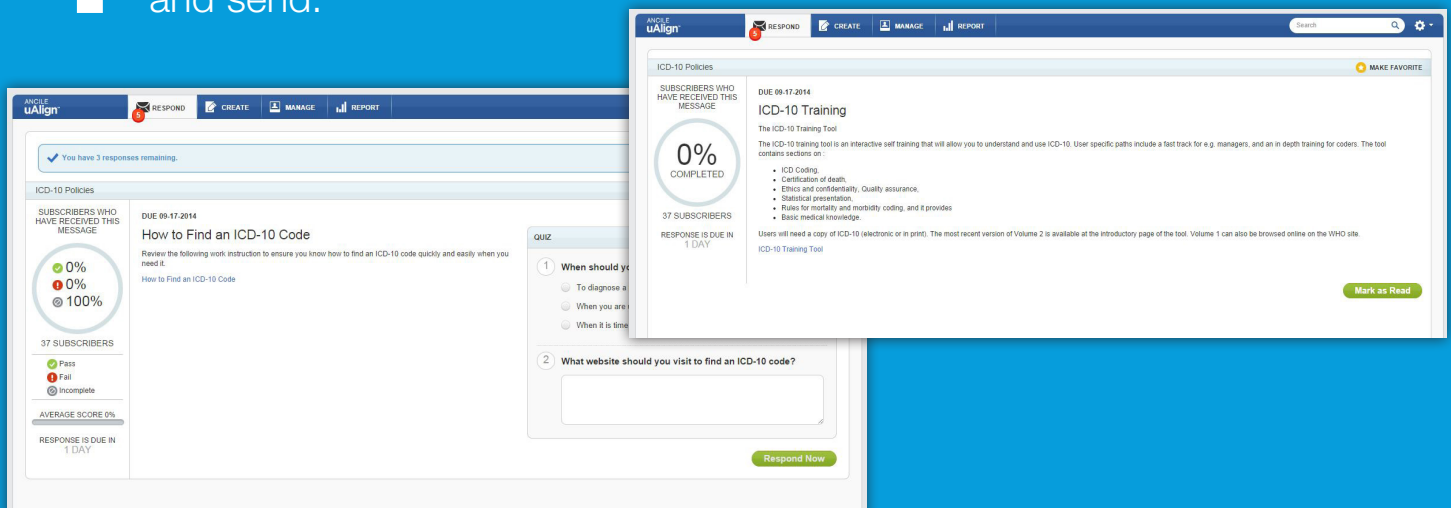 and send.
ANCILE
uAlign
5
RESPOND
CREATE
MANAGE
REPORT
You have 3 responses remaining.
ICD-10 Policies
SUBSCRIBERS WHO
HAVE RECEIVED THIS
MESSAGE
0%
0%
100%
37 SUBSCRIBERS
Pass
Fail
Incomplete
AVERAGE SCORE 0%
RESPONSE IS DUE IN
1 DAY
DUE 09-17-2014
How to Find an ICD-10 Code
Review the following work instruction to ensure you know how to find an ICD-10 code quickly and easily when you
need it.
How to Find an ICD-10 Code
QUIZ
1 When should
To diagnose a
When you are
When it is time
2 What website should you visit to find an ICD-10 code?
Respond Now
ANCILE
uAlign
5
RESPOND
CREATE
MANAGE
REPORT
Search
ICD-10 Policies
MAKE FAVORITE
SUBSCRIBERS WHO
HAVE RECEIVED THIS
MESSAGE
0%
COMPLETED
37 SUBSCRIBERS
RESPONSE IS DUE IN
1 DAY
DUE 09-17-2014
ICD-10 Training
The ICD-10 Training Tool
The ICD-10 training tool is an interactive self training that will allow you to understand and use ICD-10. User specific paths include a fast track for e.g. managers, and an in depth training for coders. The tool
contains sections on :
• ICD Coding,
• Certification of death,
• Ethics and confidentiality, Quality assurance,
• Statistical presentation,
• Rules for mortality and morbidity coding, and it provides
• Basic medical knowledge.
Users will need a copy of ICD-10 (electronic or in print). The most recent version of Volume 2 is available at the introductory page of the tool. Volume 1 can also be browsed online on the WHO site.
ICD-10 Training Tool
Mark as Read